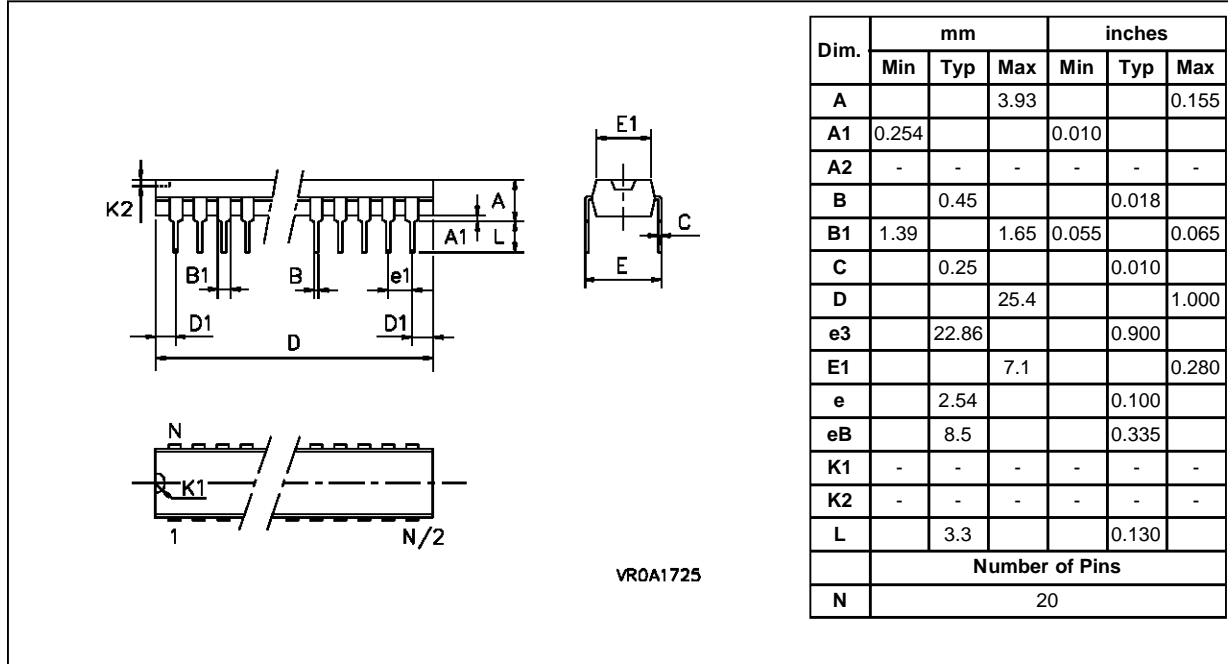 E1
K2
A
A1
L
C
B1
B
e1
E
D1
D1
D
N
K1
1
N/2
VR0A1725
Dim. mm inches
Min Typ Max Min Typ Max
A 3.93 0.155
A1 0.254 0.010
A2 - - - - - -
B 0.45 0.018
B1 1.39 1.65 0.055 0.065
C 0.25 0.010
D 25.4 1.000
e3 22.86 0.900
E1 7.1 0.280
e 2.54 0.100
eB 8.5 0.335
K1 - - - - - -
K2 - - - - - -
L 3.3 0.130
Number of Pins
N 20